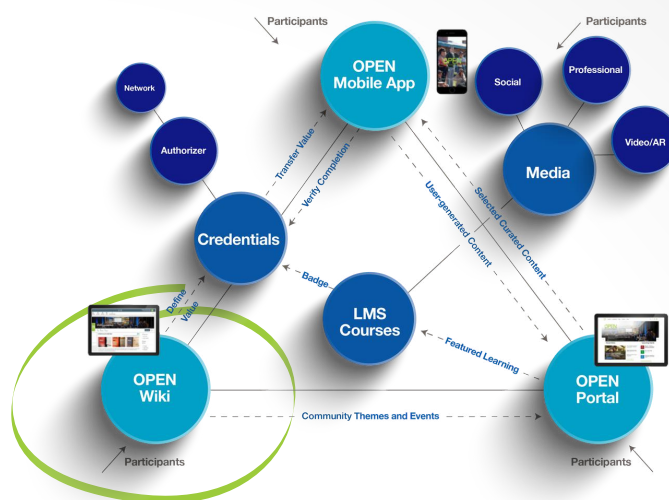 Participants
Participants
OPEN
Mobile App
Social
Professional
Network
Video/AR
Authorizer
Media
Transfer Value
Verify Completion
User-generated Content
Selected Curated Content
Credentials
Badge
Define
Value
LMS
Courses
Featured Learning
OPEN
Wiki
OPEN
Portal
Community Themes and Events
Participants
Participants